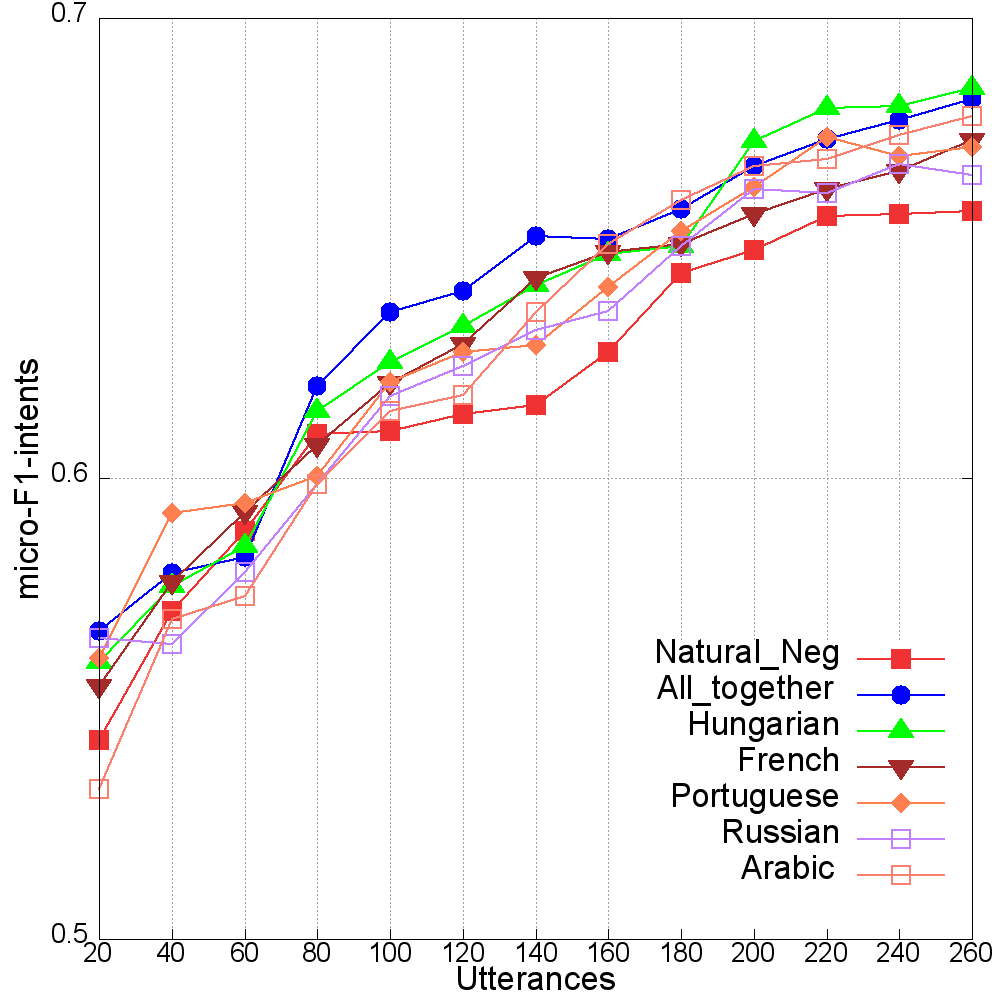 0.7
0.6
0.5
micro-F1-intents
Natural_Neg
All_together
Hungarian
French
Portuguese
Russian
Arabic
20 40 60 80 100 120 140 160 180 200 220 240 260
Utterances